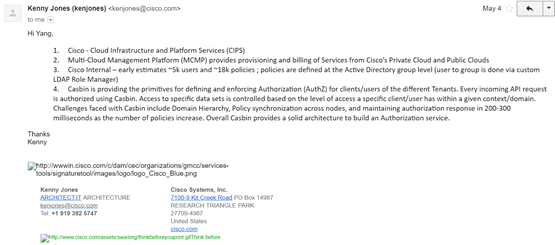 Kenny Jones (kenjones) <kenjones@cisco.com>
May 4
to me
Hi Yang,
1. Cisco - Cloud Infrastructure and Platform Services (CIPS)
2. Multi-Cloud Management Platform (MCMP) provides provisioning and billing of Services from Cisco's Private Cloud and Public Clouds
3. Cisco Internal – early estimates ~5k users and ~18k policies ; policies are defined at the Active Directory group level (user to group is done via custom
LDAP Role Manager)
4. Casbin is providing the primitives for defining and enforcing Authorization (AuthZ) for clients/users of the different Tenants. Every incoming API request
is authorized using Casbin. Access to specific data sets is controlled based on the level of access a specific client/user has within a given context/domain.
Challenges faced with Casbin include Domain Hierarchy, Policy synchronization across nodes, and maintaining authorization response in 200-300
milliseconds as the number of policies increase. Overall Casbin provides a solid architecture to build an Authorization service.
Thanks
Kenny
http://wwwin.cisco.com/c/dam/cec/organizations/gmcc/services-
tools/signaturetool/images/logo/logo_Cisco_Blue.png
Kenny Jones
ARCHITECT.IT ARCHITECTURE
kenjones@cisco.com
Tel: +1 919 392 5747
Cisco Systems, Inc.
7100-9 Kit Creek Road PO Box 14987
RESEARCH TRIANGLE PARK
27709-4987
United States
cisco.com
http://www.cisco.com/assets/swa/img/thinkbeforeyouprint.gifThink before